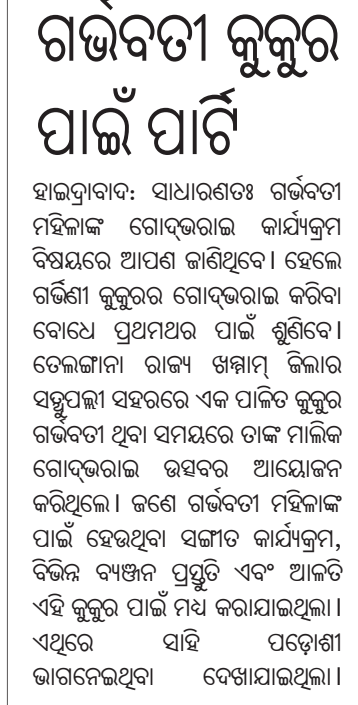 ଗର୍ଭବତୀ କୁକୁର
ପାଇଁ ପାର୍ଟି
ହାଇଦ୍ରାବାଦ: ସାଧାରଣତଃ ଗର୍ଭବତୀ
ମହିଳାଙ୍କ ଗୋଦ୍‌ଭରାଇ କାର୍ଯ୍ୟକ୍ରମ
ବିଷୟରେ ଆପଣ ଜାଣିଥିବେ। ହେଲେ
ଗର୍ଭିଣୀ କୁକୁରର ଗୋଦ୍‌ଭରାଇ କରିବା
ବୋଧେ ପ୍ରଥମଥର ପାଇଁ ଶୁଣିବେ।
ତେଲଙ୍ଗାନା ରାଜ୍ୟ ଖମ୍ମାମ୍ ଜିଲାର
ସତ୍ଥୁପଲ୍ଲୀ ସହରରେ ଏକ ପାଳିତ କୁକୁର
ଗର୍ଭବତୀ ଥିବା ସମୟରେ ତାଙ୍କ ମାଲିକ
ଗୋଦ୍‌ଭରାଇ ଉତ୍ସବର ଆୟୋଜନ
କରିଥିଲେ। ଜଣେ ଗର୍ଭବତୀ ମହିଳାଙ୍କ
ପାଇଁ ହେଉଥିବା ସଙ୍ଗୀତ କାର୍ଯ୍ୟକ୍ରମ,
ବିଭିନ୍ନ ବ୍ୟଞ୍ଜନ ପ୍ରସ୍ତୁତି ଏବଂ ଆଳତି
ଏହି କୁକୁର ପାଇଁ ମଧ୍ୟ କରାଯାଇଥିଲା।
ଏଥିରେ ସାହି ପଡ଼ୋଶୀ
ଭାଗନେଇଥିବା ଦେଖାଯାଇଥିଲା।